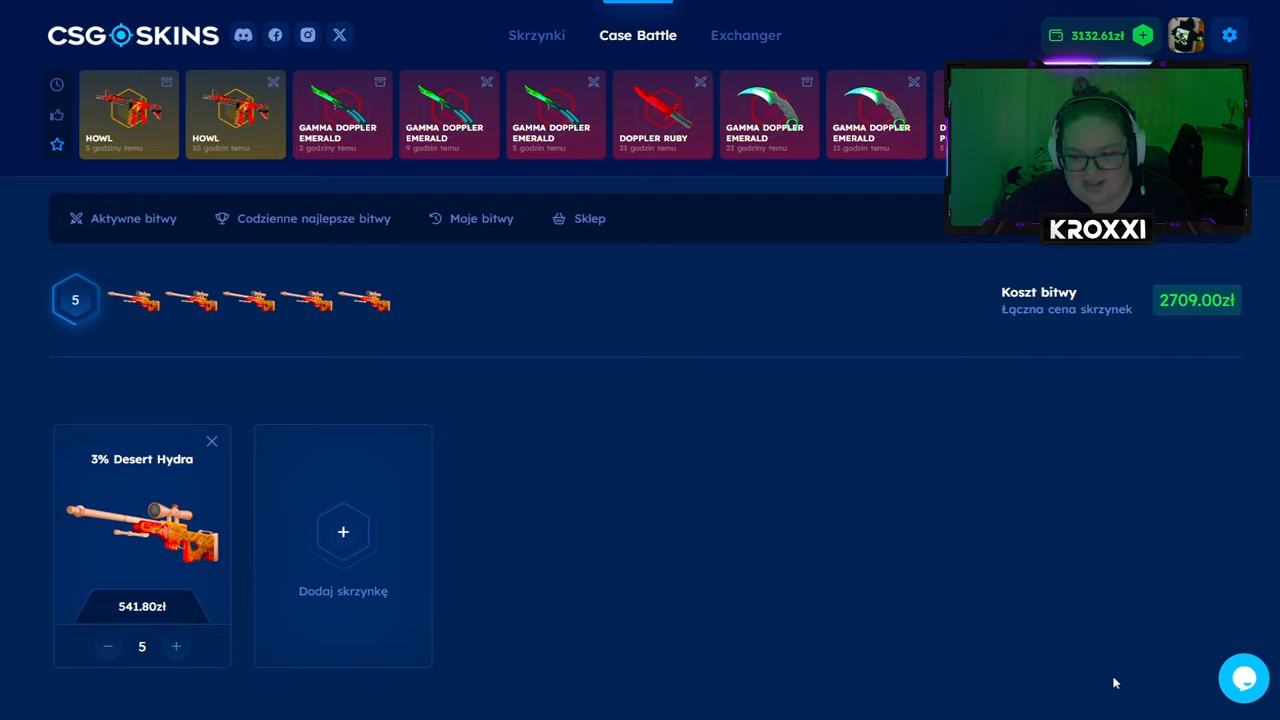 CSG SKINS
Skrzynki
Case Battle
Exchanger
3132.61zł
HOWL
3 godziny temu
HOWL
10 godzin temu
GAMMA DOPPLER
EMERALD
2 godziny temu
GAMMA DOPPLER
EMERALD
9 godzin temu
GAMMA DOPPLER
EMERALD
5 godzin temu
DOPPLER RUBY
21 godzin temu
GAMMA DOPPLER
EMERALD
23 godziny temu
GAMMA DOPPLER
EMERALD
11 godzin temu
KROXXI
Aktywne bitwy
Codzienne najlepsze bitwy
Moje bitwy
Sklep
5
Koszt bitwy
Łączna cena skrzynek
2709.00zł
3% Desert Hydra
541.80zł
5
Dodaj skrzynkę